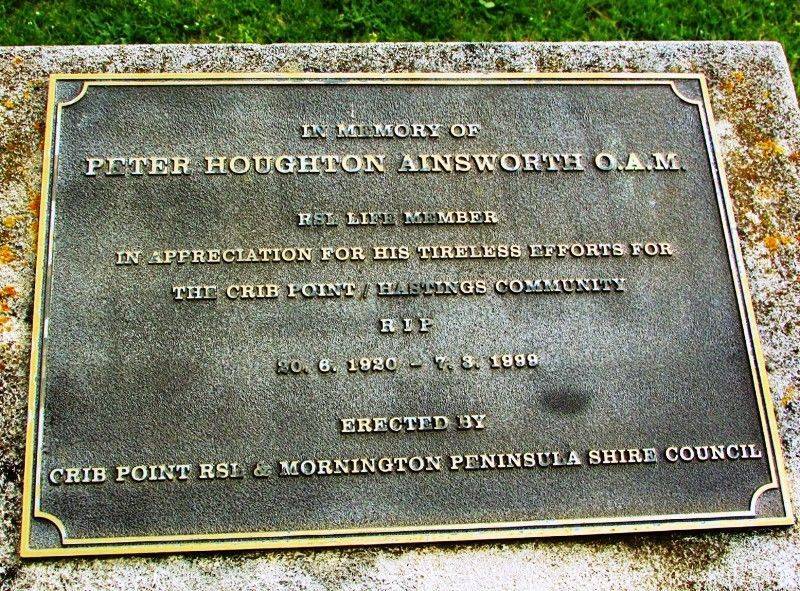 IN MEMORY OF
PETER HOUGHTON AINSWORTH O.A.M.
RSL LIFE MEMBER
IN APPRECIATION FOR HIS TIRELESS EFFORTS FOR
THE CRIB POINT / HASTINGS COMMUNITY
R I P
20. 6. 1920 - 7. 3. 1999
ERECTED BY
CRIB POINT RSL & MORNINGTON PENINSULA SHIRE COUNCIL